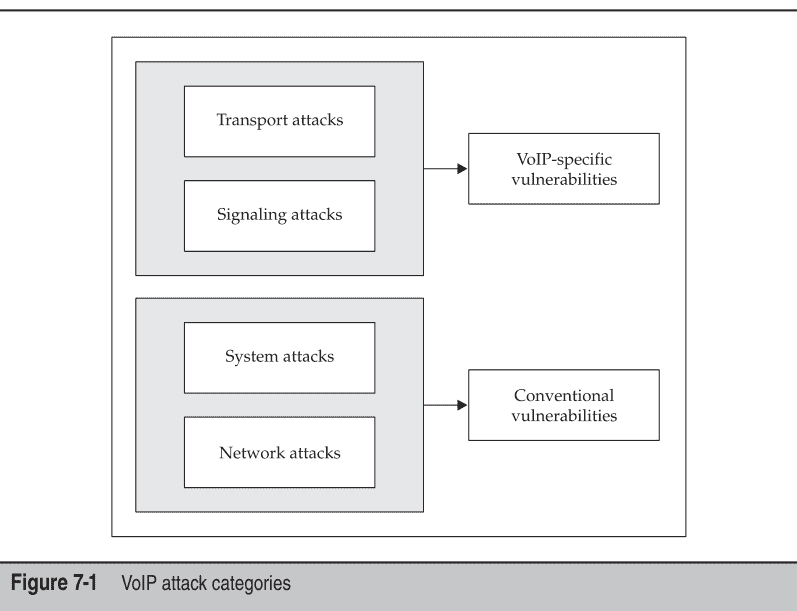 Transport attacks
VoIP-specific
vulnerabilities
Signaling attacks
System attacks
Conventional
vulnerabilities
Network attacks
Figure 7-1 VoIP attack categories